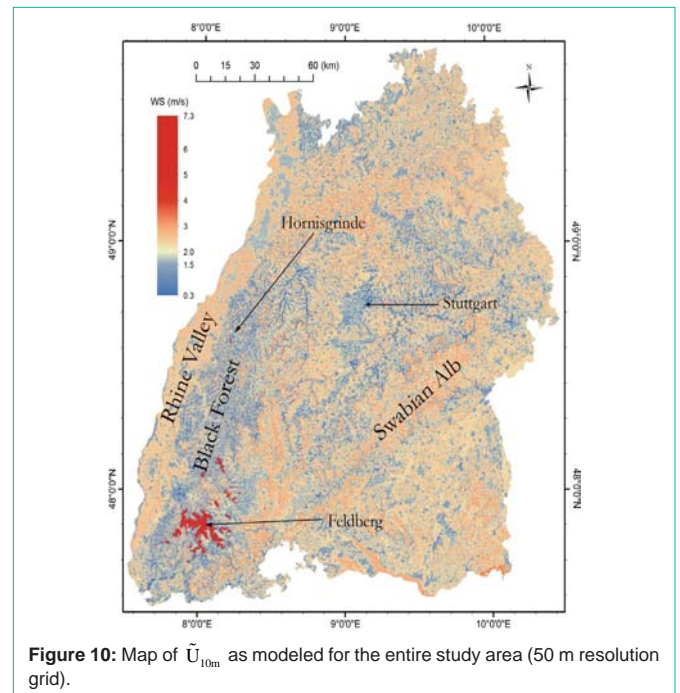 8°0'0"E 9°0'0"E 10°0'0"E
0 15 30 60 (km)
N
WS (m/s)
7.3
6
5
4
3
2.0
1.5
0.3
Hornisgrinde
49°0'0"N
49°0'0"N
Stuttgart
Rhine Valley
Black Forest
Swabian Alb
48°0'0"N
48°0'0"N
Feldberg
8°0'0"E 9°0'0"E 10°0'0"E
Figure 10: Map of Ũ10m as modeled for the entire study area (50 m resolution
grid).